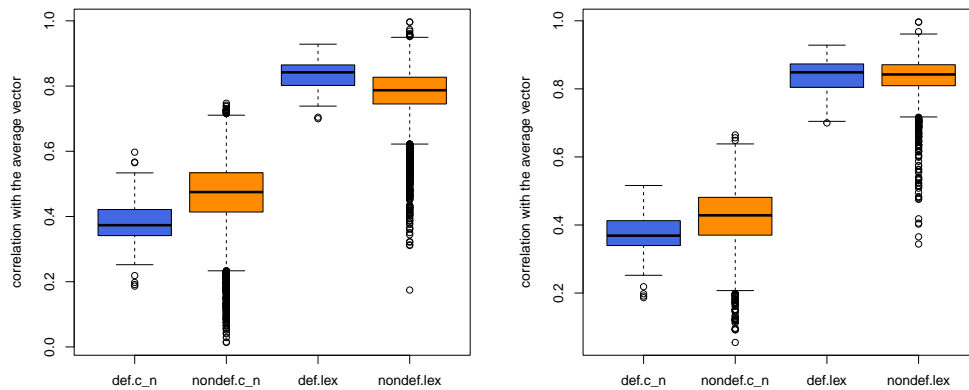 correlation with the average vector
1.0
0.8
0.6
0.4
0.2
0.0
def.c_n nondef.c_n def.lex nondef.lex
correlation with the average vector
1.0
0.8
0.6
0.4
0.2
def.c_n nondef.c_n def.lex nondef.lex